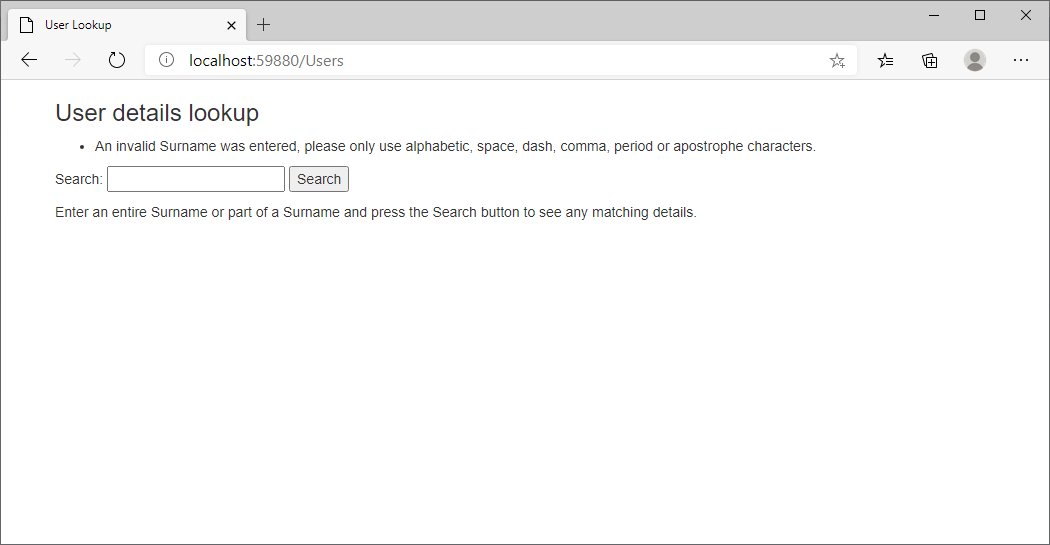 User Lookup
localhost:59880/Users
User details lookup
An invalid Surname was entered, please only use alphabetic, space, dash, comma, period or apostrophe characters.
Search: Search
Enter an entire Surname or part of a Surname and press the Search button to see any matching details.